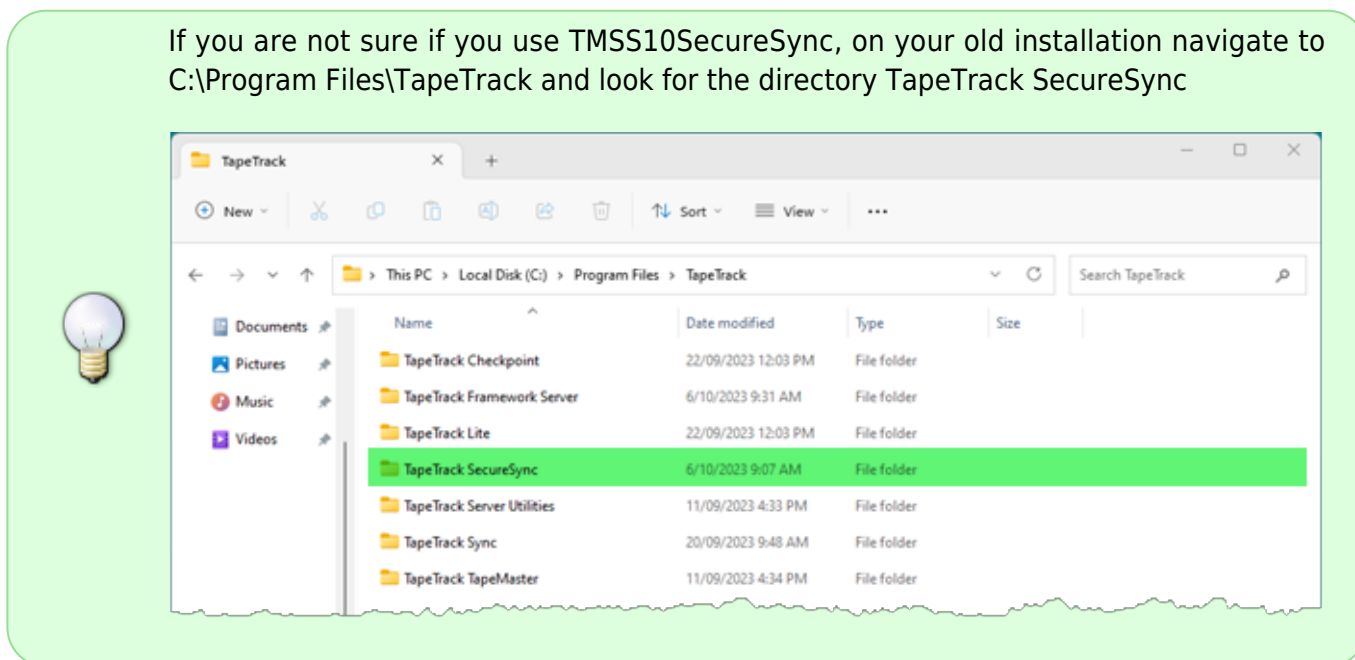 If you are not sure if you use TMSS10SecureSync, on your old installation navigate to
C:\Program Files\TapeTrack and look for the directory TapeTrack SecureSync
TapeTrack
New
Sort
View
This PC > Local Disk (C:) > Program Files > TapeTrack
Search TapeTrack
Documents
Pictures
Music
Videos
Name Date modified Type Size
TapeTrack Checkpoint 22/09/2023 12:03 PM File folder
TapeTrack Framework Server 6/10/2023 9:31 AM File folder
TapeTrack Lite 22/09/2023 12:03 PM File folder
TapeTrack SecureSync 6/10/2023 9:07 AM File folder
TapeTrack Server Utilities 11/09/2023 4:33 PM File folder
TapeTrack Sync 20/09/2023 9:48 AM File folder
TapeTrack TapeMaster 11/09/2023 4:34 PM File folder